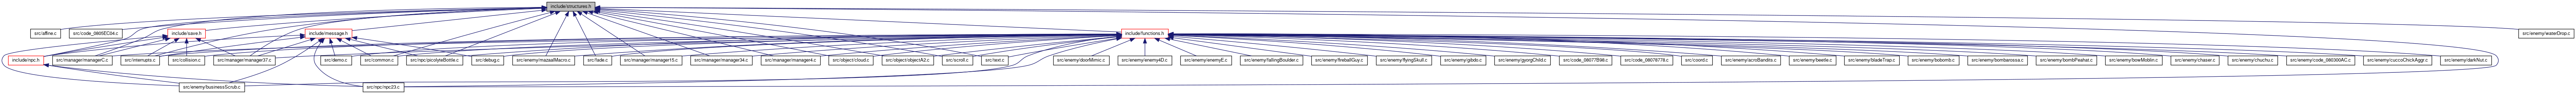 include/structures.h
src/affine.c
src/code_0805EC04.c
include/save.h
include/message.h
include/functions.h
src/enemy/waterDrop.c
include/npc.h
src/manager/managerC.c
src/interrupts.c
src/collision.c
src/manager/manager37.c
src/demo.c
src/common.c
src/npc/picolyteBottle.c
src/debug.c
src/enemy/mazaalMacro.c
src/fade.c
src/manager/manager15.c
src/manager/manager34.c
src/manager/manager4.c
src/object/cloud.c
src/object/objectA2.c
src/scroll.c
src/text.c
src/enemy/doorMimic.c
src/enemy/enemy4D.c
src/enemy/enemyE.c
src/enemy/fallingBoulder.c
src/enemy/fireballGuy.c
src/enemy/flyingSkull.c
src/enemy/gibdo.c
src/enemy/gyorgChild.c
src/code_08077B98.c
src/code_08078778.c
src/coord.c
src/enemy/acroBandits.c
src/enemy/beetle.c
src/enemy/bladeTrap.c
src/enemy/bobomb.c
src/enemy/bombarossa.c
src/enemy/bombPeahat.c
src/enemy/bowMoblin.c
src/enemy/chaser.c
src/enemy/chuchu.c
src/enemy/code_080300AC.c
src/enemy/cuccoChickAggr.c
src/enemy/darkNut.c
src/enemy/businessScrub.c
src/npc/npc23.c